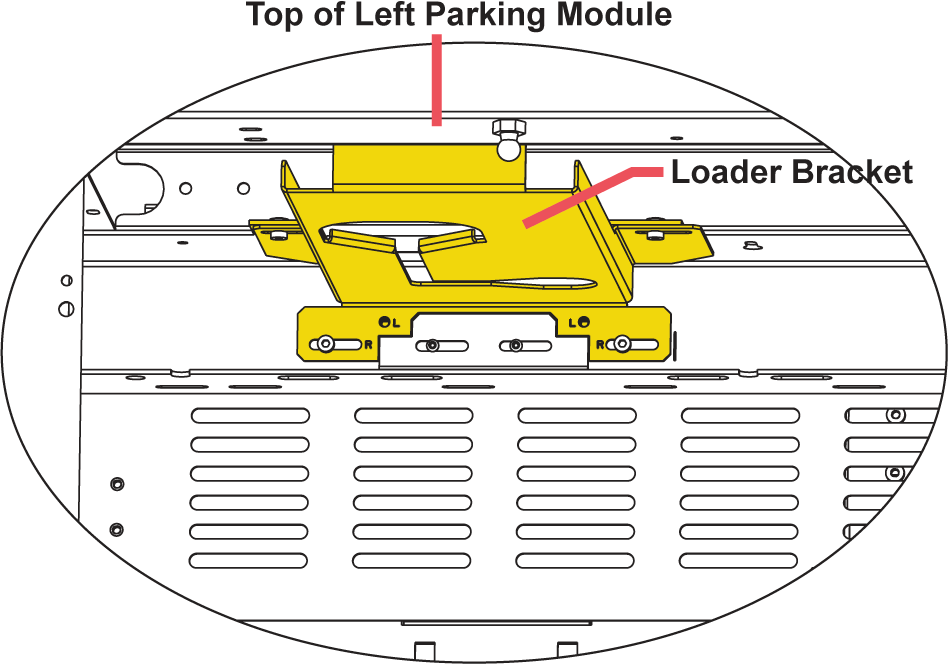 Top of Left Parking Module
Loader Bracket
L L
R R